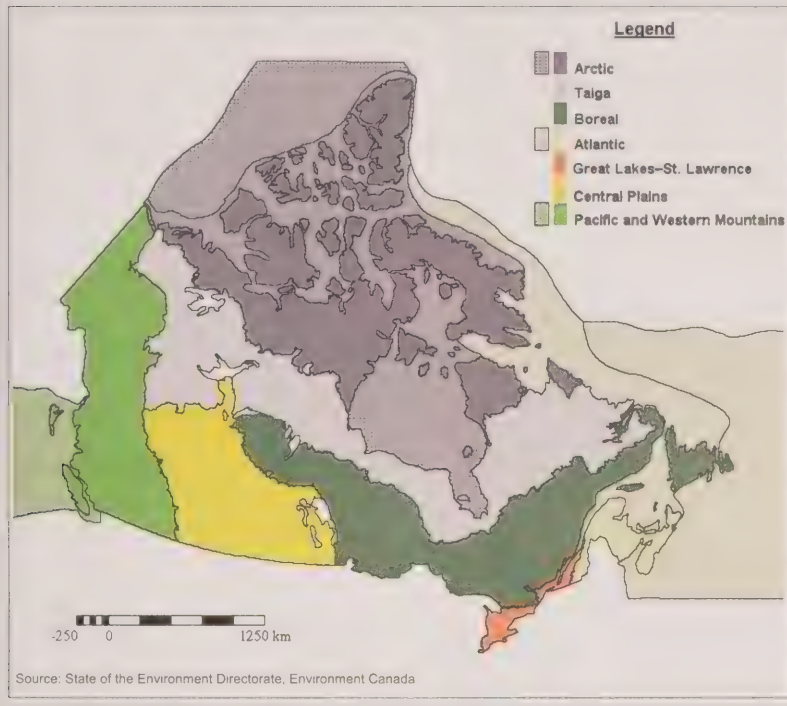 Legend
Arctic
Taiga
Boreal
Atlantic
Great Lakes–St. Lawrence
Central Plains
Pacific and Western Mountains
-250 0 1250 km
Source: State of the Environment Directorate, Environment Canada